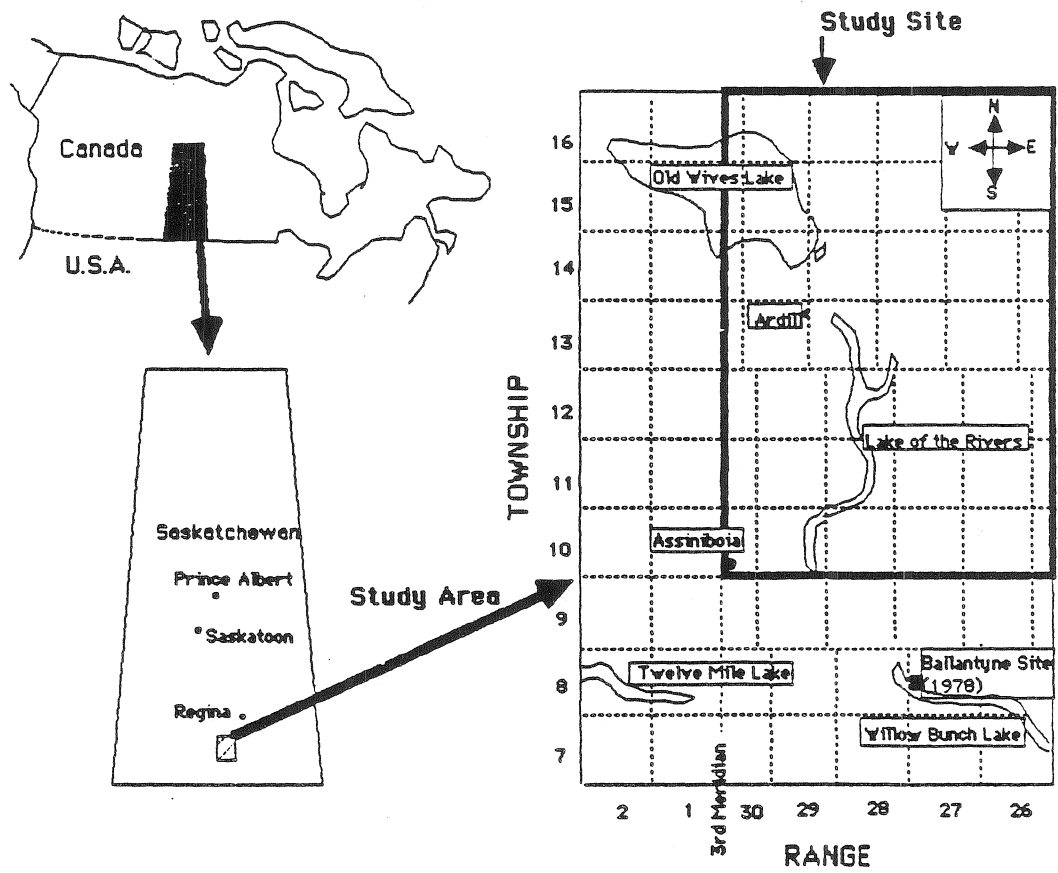 Study Site
Canada
U.S.A.
Saskatchewan
Prince Albert
Saskatoon
Regina
Study Area
TOWNSHIP
16
15
14
13
12
11
10
9
8
7
N
W E
S
Old Wives Lake
Ardill
Lake of the Rivers
Assiniboia
Twelve Mile Lake
Ballantyne Site
(1978)
Willow Bunch Lake
2 1 3rd Meridian 30 29 28 27 26
RANGE